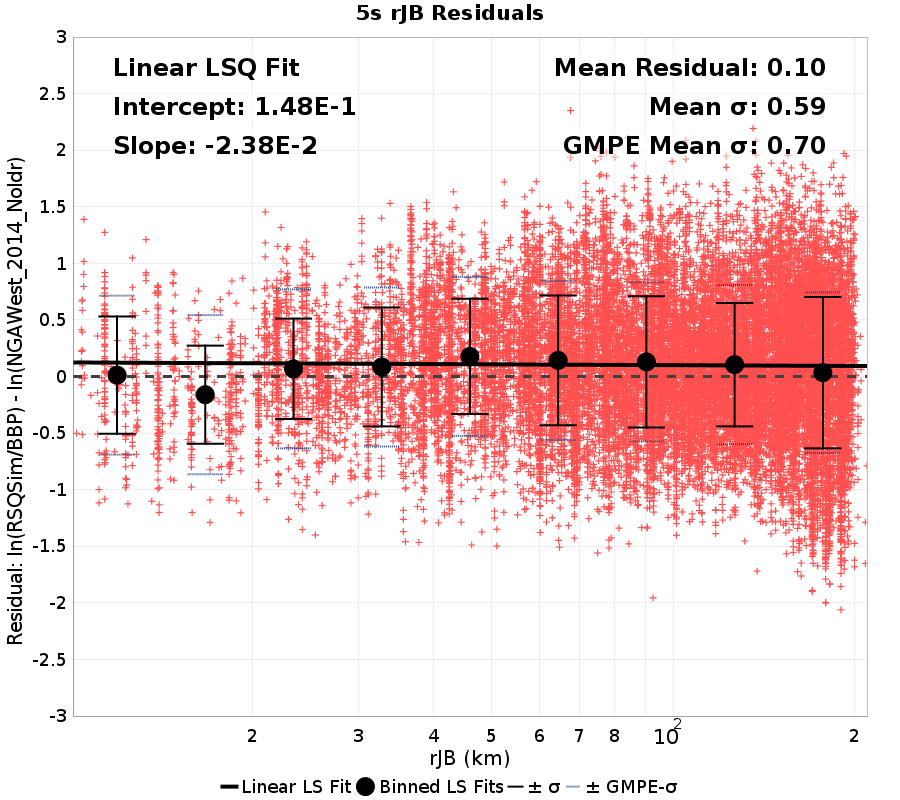 5s rJB Residuals
Linear LSQ Fit
Intercept: 1.48E-1
Slope: -2.38E-2
Mean Residual: 0.10
Mean σ: 0.59
GMPE Mean σ: 0.70
Residual: ln(RSQSim/BBP) - ln(NGAWest_2014_NoIdr)
3
2.5
2
1.5
1
0.5
0
-0.5
-1
-1.5
-2
-2.5
-3
2 3 4 5 6 7 8 10² 2
rJB (km)
Linear LS Fit Binned LS Fits ± σ ± GMPE-σ